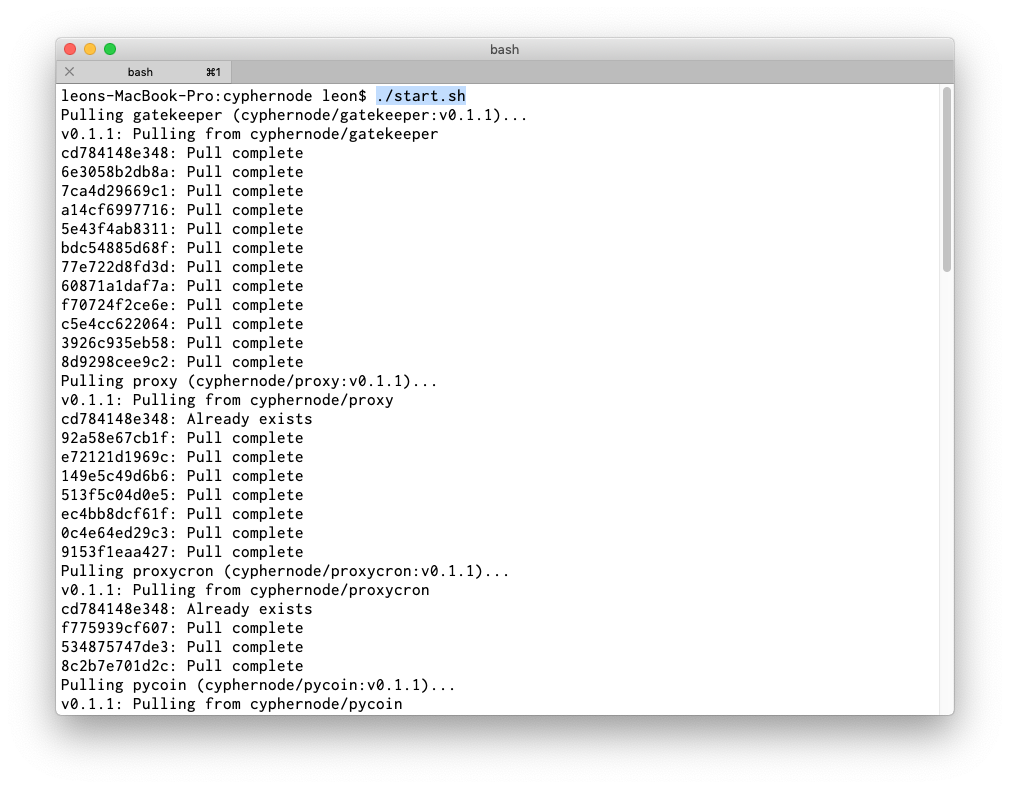 bash
bash ⌘1
leons-MacBook-Pro:cyphernode leon$ ./start.sh
Pulling gatekeeper (cyphernode/gatekeeper:v0.1.1)...
v0.1.1: Pulling from cyphernode/gatekeeper
cd784148e348: Pull complete
6e3058b2db8a: Pull complete
7ca4d29669c1: Pull complete
a14cf6997716: Pull complete
5e43f4ab8311: Pull complete
bdc54885d68f: Pull complete
77e722d8fd3d: Pull complete
60871a1daf7a: Pull complete
f70724f2ce6e: Pull complete
c5e4cc622064: Pull complete
3926c935eb58: Pull complete
8d9298cee9c2: Pull complete
Pulling proxy (cyphernode/proxy:v0.1.1)...
v0.1.1: Pulling from cyphernode/proxy
cd784148e348: Already exists
92a58e67cb1f: Pull complete
e72121d1969c: Pull complete
149e5c49d6b6: Pull complete
513f5c04d0e5: Pull complete
ec4bb8dcf61f: Pull complete
0c4e64ed29c3: Pull complete
9153f1eaa427: Pull complete
Pulling proxycron (cyphernode/proxycron:v0.1.1)...
v0.1.1: Pulling from cyphernode/proxycron
cd784148e348: Already exists
f775939cf607: Pull complete
534875747de3: Pull complete
8c2b7e701d2c: Pull complete
Pulling pycoin (cyphernode/pycoin:v0.1.1)...
v0.1.1: Pulling from cyphernode/pycoin